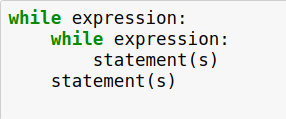 while expression:
    while expression:
        statement(s)
    statement(s)